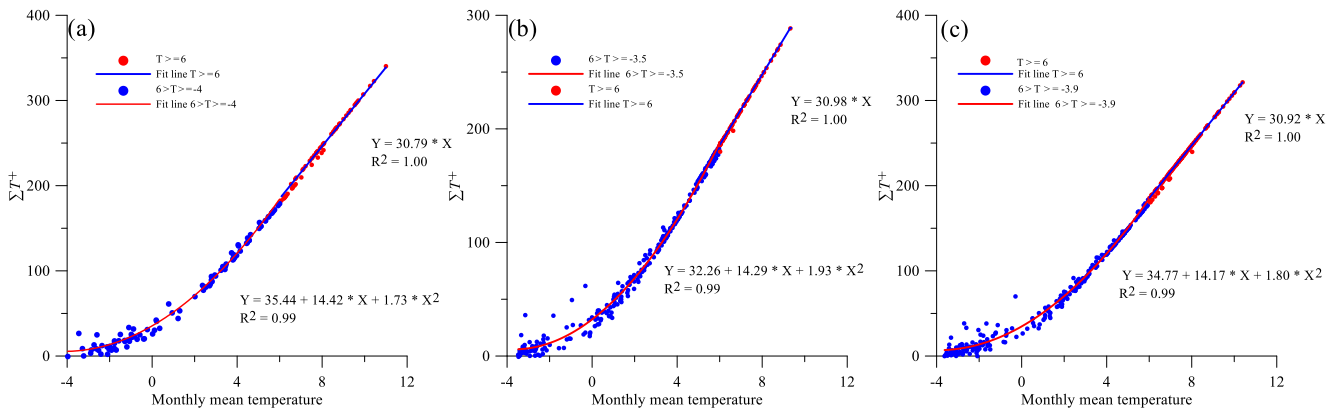 (a)
400
300
200
100
0
∑T⁺
T>=6
Fit line T>=6
6>T>=-4
Fit line 6>T>=-4
Y = 30.79 * X
R² = 1.00
Y = 35.44 + 14.42 * X + 1.73 * X²
R² = 0.99
-4 0 4 8 12
Monthly mean temperature
(b)
300
200
100
0
∑T⁺
6>T>=-3.5
Fit line 6>T>=-3.5
T>=6
Fit line T>=6
Y = 30.98 * X
R² = 1.00
Y = 32.26 + 14.29 * X + 1.93 * X²
R² = 0.99
-4 0 4 8 12
Monthly mean temperature
(c)
400
300
200
100
0
∑T⁺
T>=6
Fit line T>=6
6>T>=-3.9
Fit line 6>T>=-3.9
Y = 30.92 * X
R² = 1.00
Y = 34.77 + 14.17 * X + 1.80 * X²
R² = 0.99
-4 0 4 8 12
Monthly mean temperature